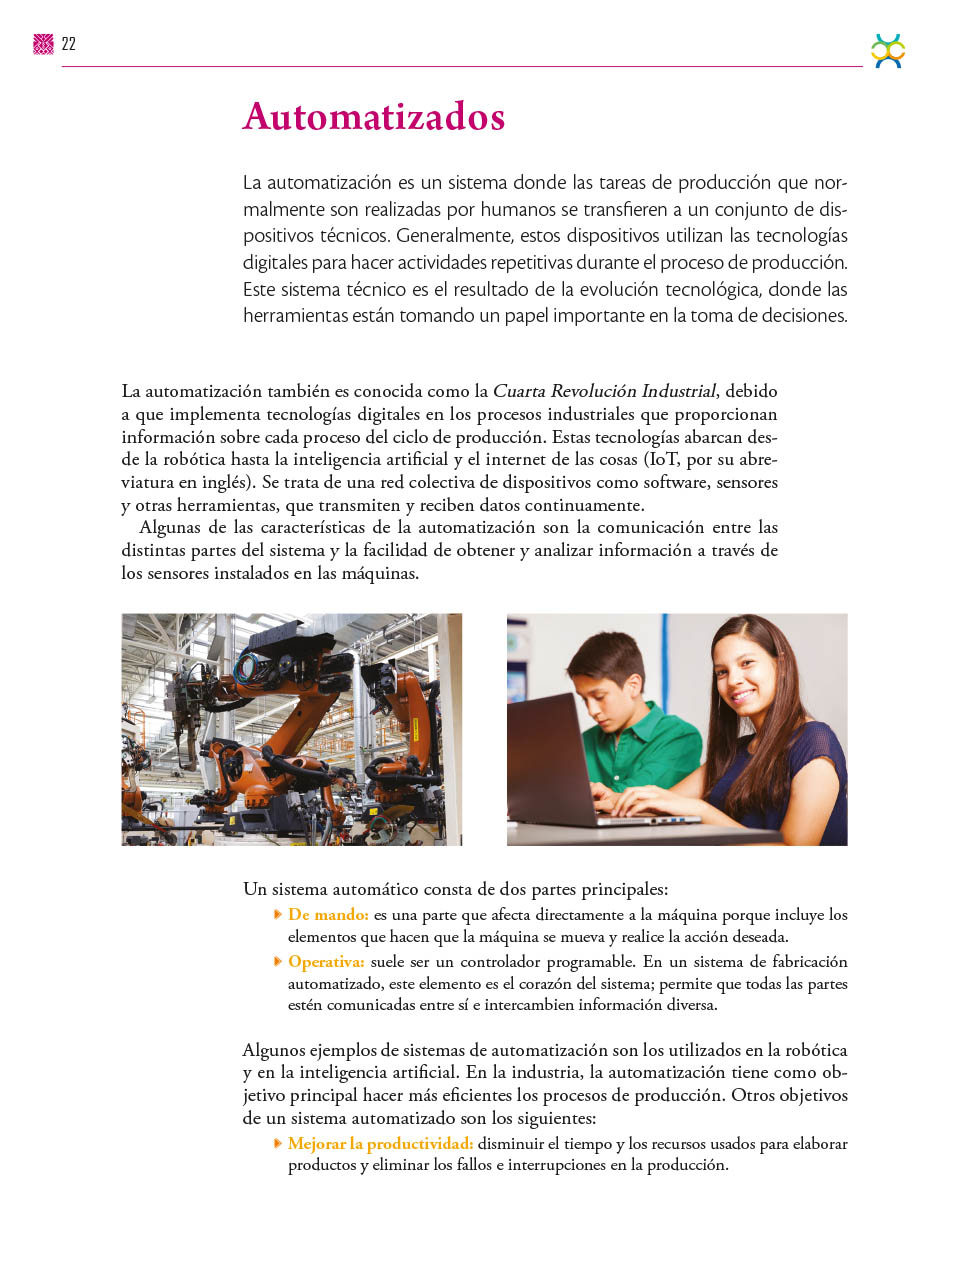 22
Automatizados
La automatización es un sistema donde las tareas de producción que nor-
malmente son realizadas por humanos se transfieren a un conjunto de dis-
positivos técnicos. Generalmente, estos dispositivos utilizan las tecnologías
digitales para hacer actividades repetitivas durante el proceso de producción.
Este sistema técnico es el resultado de la evolución tecnológica, donde las
herramientas están tomando un papel importante en la toma de decisiones.
La automatización también es conocida como la Cuarta Revolución Industrial, debido
a que implementa tecnologías digitales en los procesos industriales que proporcionan
información sobre cada proceso del ciclo de producción. Estas tecnologías abarcan des-
de la robótica hasta la inteligencia artificial y el internet de las cosas (IoT, por su abre-
viatura en inglés). Se trata de una red colectiva de dispositivos como software, sensores
y otras herramientas, que transmiten y reciben datos continuamente.
Algunas de las características de la automatización son la comunicación entre las
distintas partes del sistema y la facilidad de obtener y analizar información a través de
los sensores instalados en las máquinas.
Un sistema automático consta de dos partes principales:
De mando: es una parte que afecta directamente a la máquina porque incluye los
elementos que hacen que la máquina se mueva y realice la acción deseada.
Operativa: suele ser un controlador programable. En un sistema de fabricación
automatizado, este elemento es el corazón del sistema; permite que todas las partes
estén comunicadas entre sí e intercambien información diversa.
Algunos ejemplos de sistemas de automatización son los utilizados en la robótica
y en la inteligencia artificial. En la industria, la automatización tiene como ob-
jetivo principal hacer más eficientes los procesos de producción. Otros objetivos
de un sistema automatizado son los siguientes:
Mejorar la productividad: disminuir el tiempo y los recursos usados para elaborar
productos y eliminar los fallos e interrupciones en la producción.